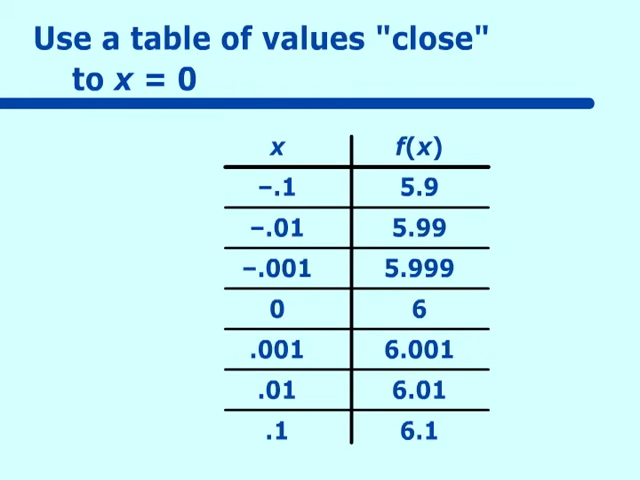 Use a table of values "close"
to x = 0
x f(x)
–.1 5.9
–.01 5.99
–.001 5.999
0 6
.001 6.001
.01 6.01
.1 6.1